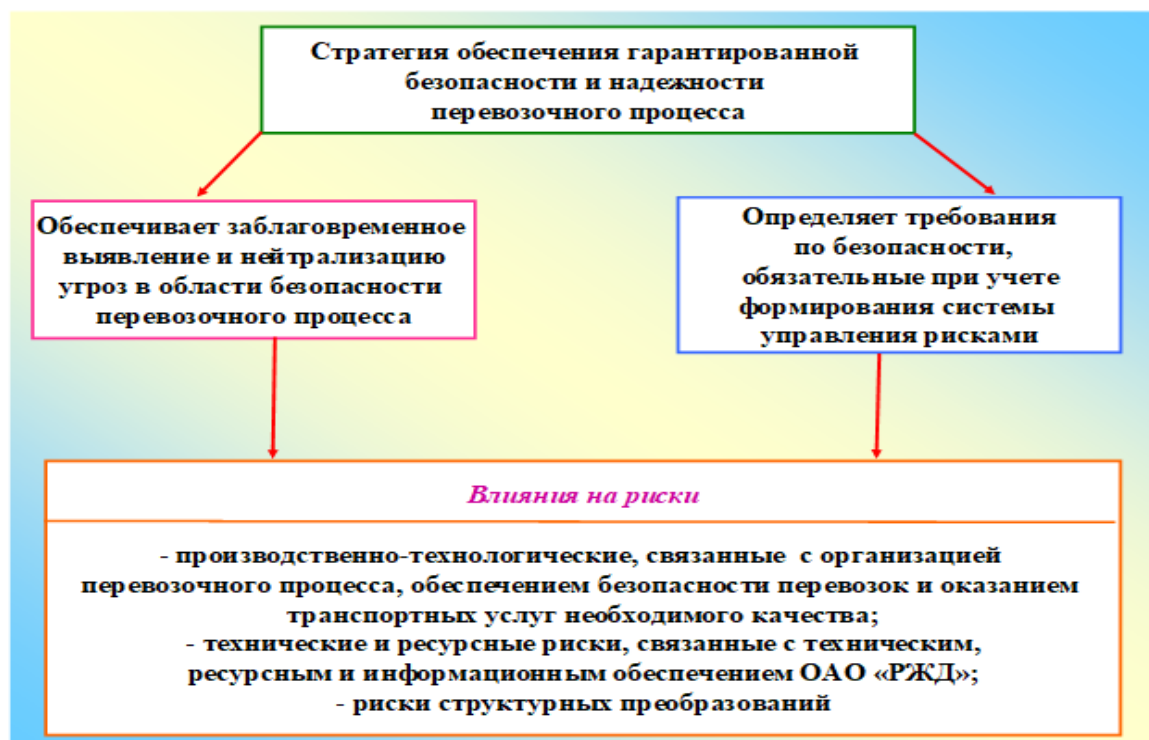 Стратегия обеспечения гарантированной
безопасности и надежности
перевозочного процесса
Обеспечивает заблаговременное
выявление и нейтрализацию
угроз в области безопасности
перевозочного процесса
Определяет требования
по безопасности,
обязательные при учете
формирования системы
управления рисками
Влияния на риски
- производственно-технологические, связанные с организацией
перевозочного процесса, обеспечением безопасности перевозок и оказанием
транспортных услуг необходимого качества;
- технические и ресурсные риски, связанные с техническим,
ресурсным и информационным обеспечением ОАО «РЖД»;
- риски структурных преобразований